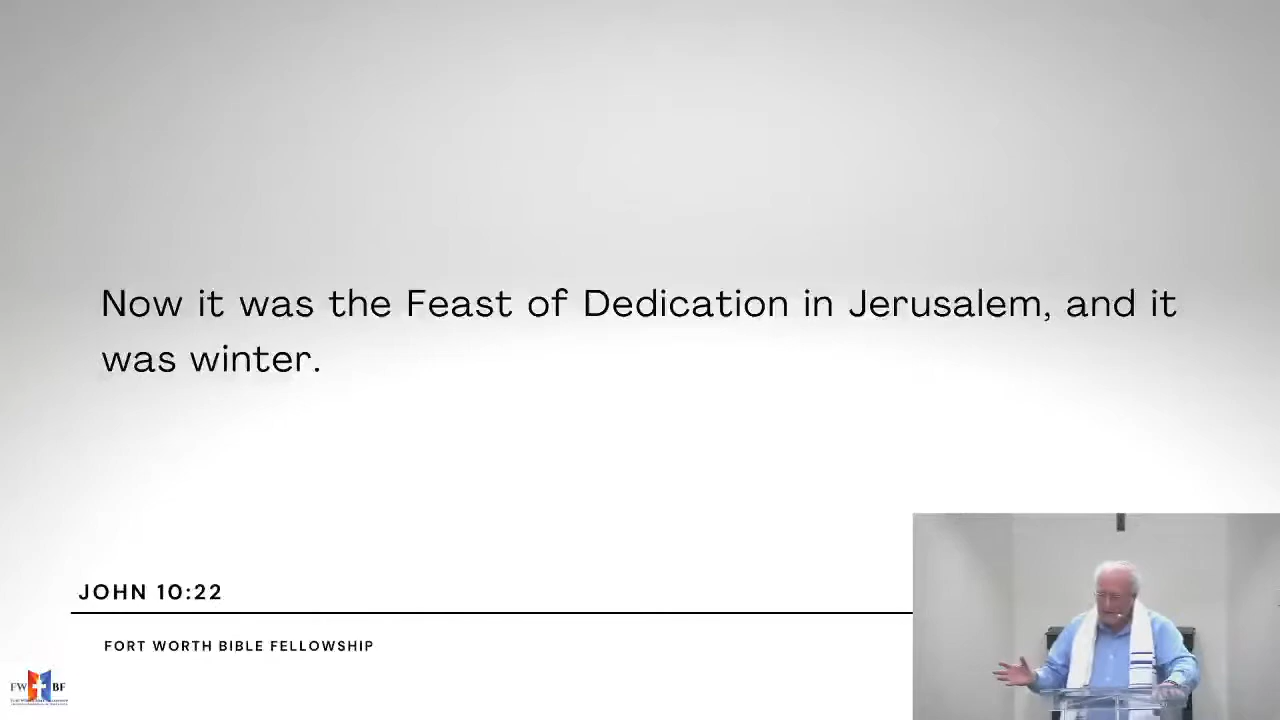 Now it was the Feast of Dedication in Jerusalem, and it
was winter.
JOHN 10:22
FORT WORTH BIBLE FELLOWSHIP
FW BF